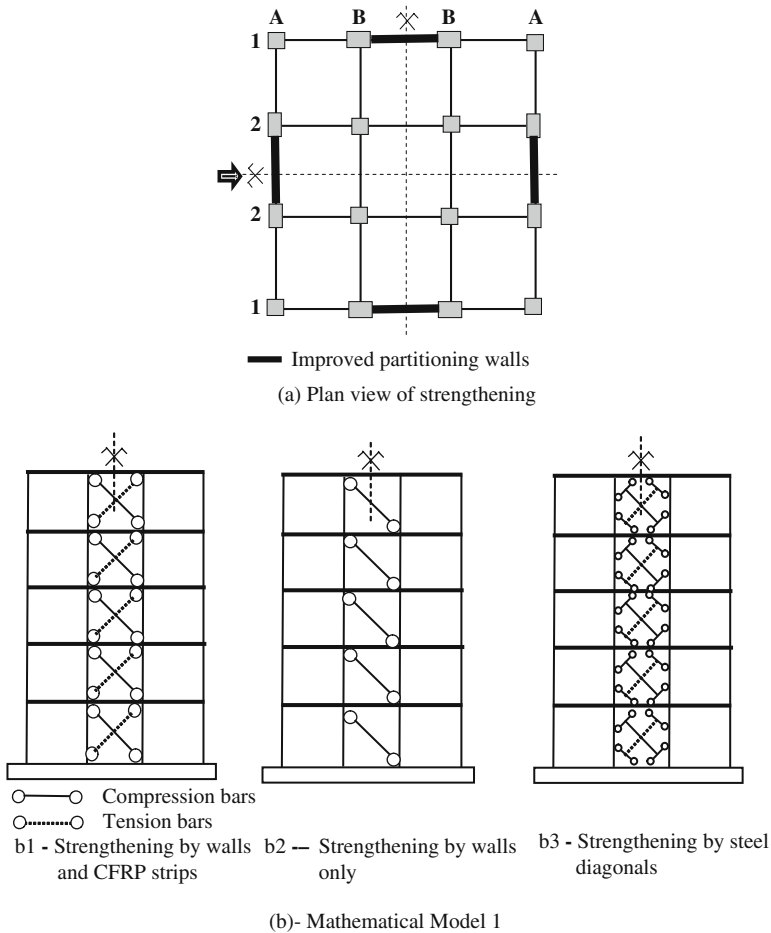 A B B A
1
2
2
1
Improved partitioning walls
(a) Plan view of strengthening
Compression bars
Tension bars
b1 - Strengthening by walls
and CFRP strips
b2 -- Strengthening by walls
only
b3 - Strengthening by steel
diagonals
(b)- Mathematical Model 1